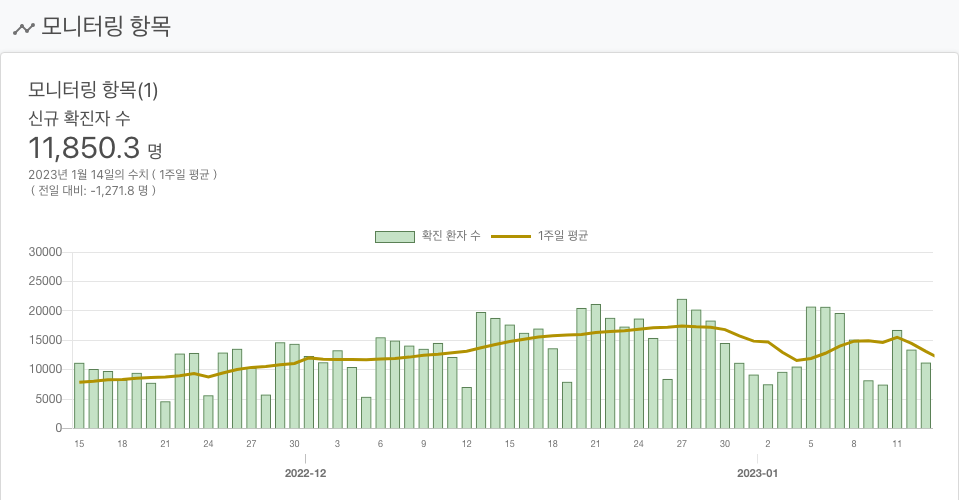 모니터링 항목
모니터링 항목(1)
신규 확진자 수
11,850.3 명
2023년 1월 14일의 수치 ( 1주일 평균 )
( 전일 대비: -1,271.8 명 )
확진 환자 수 1주일 평균
30000
25000
20000
15000
10000
5000
0
15 18 21 24 27 30 3 6 9 12 15 18 21 24 27 30 2 5 8 11
2022-12 2023-01